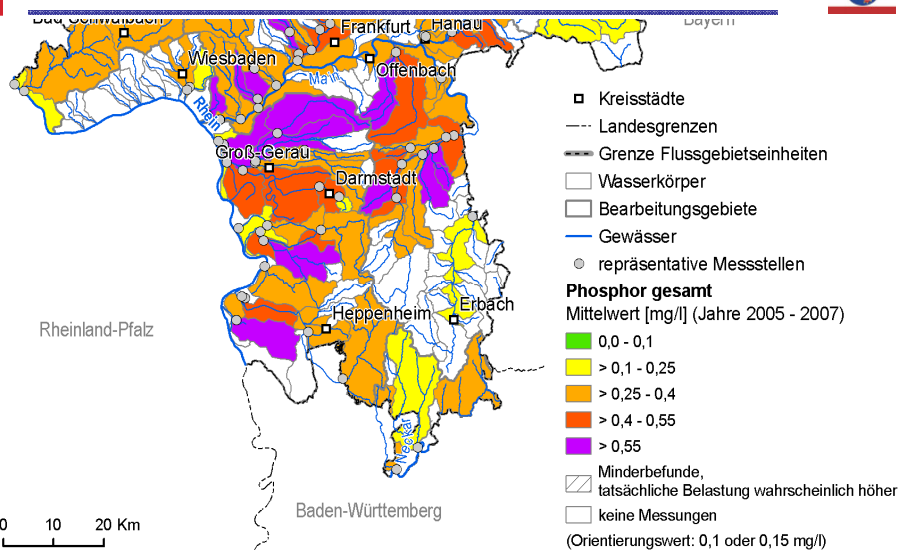 Bad Schwalbach
Frankfurt
Hanau
Bayern
Wiesbaden
Main
Offenbach
Rhein
Groß-Gerau
Darmstadt
Erbach
Heppenheim
Rheinland-Pfalz
Neckar
Baden-Württemberg
0 10 20 Km
Kreisstädte
Landesgrenzen
Grenze Flussgebietseinheiten
Wasserkörper
Bearbeitungsgebiete
Gewässer
repräsentative Messstellen
Phosphor gesamt
Mittelwert [mg/l] (Jahre 2005 - 2007)
0,0 - 0,1
> 0,1 - 0,25
> 0,25 - 0,4
> 0,4 - 0,55
> 0,55
Minderbefunde,
tatsächliche Belastung wahrscheinlich höher
keine Messungen
(Orientierungswert: 0,1 oder 0,15 mg/l)